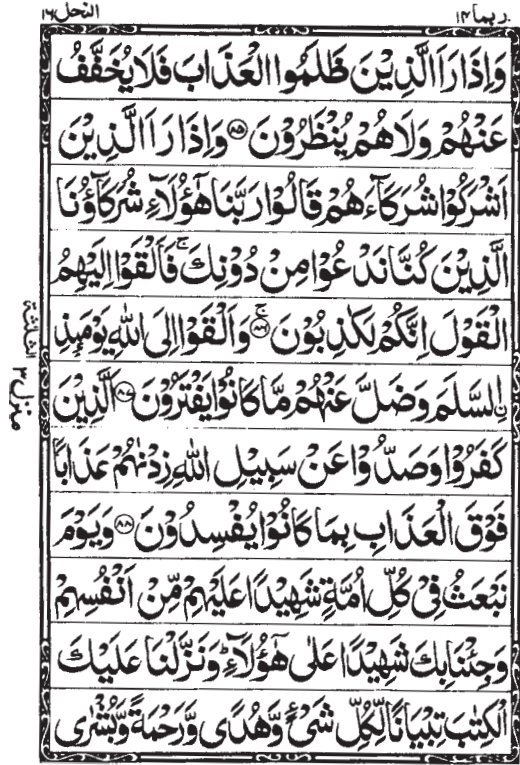 ربما ١٤ النحل ١٦
وَاِذَا رَاَ الَّذِيْنَ ظَلَمُوا الْعَذَابَ فَلَا يُخَفَّفُ
عَنْهُمْ وَلَا هُمْ يُنْظَرُوْنَ ﴿٨٥﴾ وَاِذَا رَاَ الَّذِيْنَ
اَشْرَكُوْا شُرَكَآءَهُمْ قَالُوْا رَبَّنَا هٰٓؤُلَآءِ شُرَكَآؤُنَا
الَّذِيْنَ كُنَّا نَدْعُوْا مِنْ دُوْنِكَ ۚ فَاَلْقَوْا اِلَيْهِمُ
الْقَوْلَ اِنَّكُمْ لَكٰذِبُوْنَ ﴿٨٦﴾ۚ وَاَلْقَوْا اِلَى اللّٰهِ يَوْمَئِذِ
ࣙالسَّلَمَ وَضَلَّ عَنْهُمْ مَّا كَانُوْا يَفْتَرُوْنَ ﴿٨٧﴾ اَلَّذِيْنَ
كَفَرُوْا وَصَدُّوْا عَنْ سَبِيْلِ اللّٰهِ زِدْنٰهُمْ عَذَابًا
فَوْقَ الْعَذَابِ بِمَا كَانُوْا يُفْسِدُوْنَ ﴿٨٨﴾ وَيَوْمَ
نَبْعَثُ فِيْ كُلِّ اُمَّةٍ شَهِيْدًا عَلَيْهِمْ مِّنْ اَنْفُسِهِمْ
وَجِئْنَا بِكَ شَهِيْدًا عَلٰى هٰٓؤُلَآءِ ؕ وَنَزَّلْنَا عَلَيْكَ
الْكِتٰبَ تِبْيَانًا لِّكُلِّ شَيْءٍ وَّهُدًى وَّرَحْمَةً وَّبُشْرٰى
الثالثة
منزل ٣